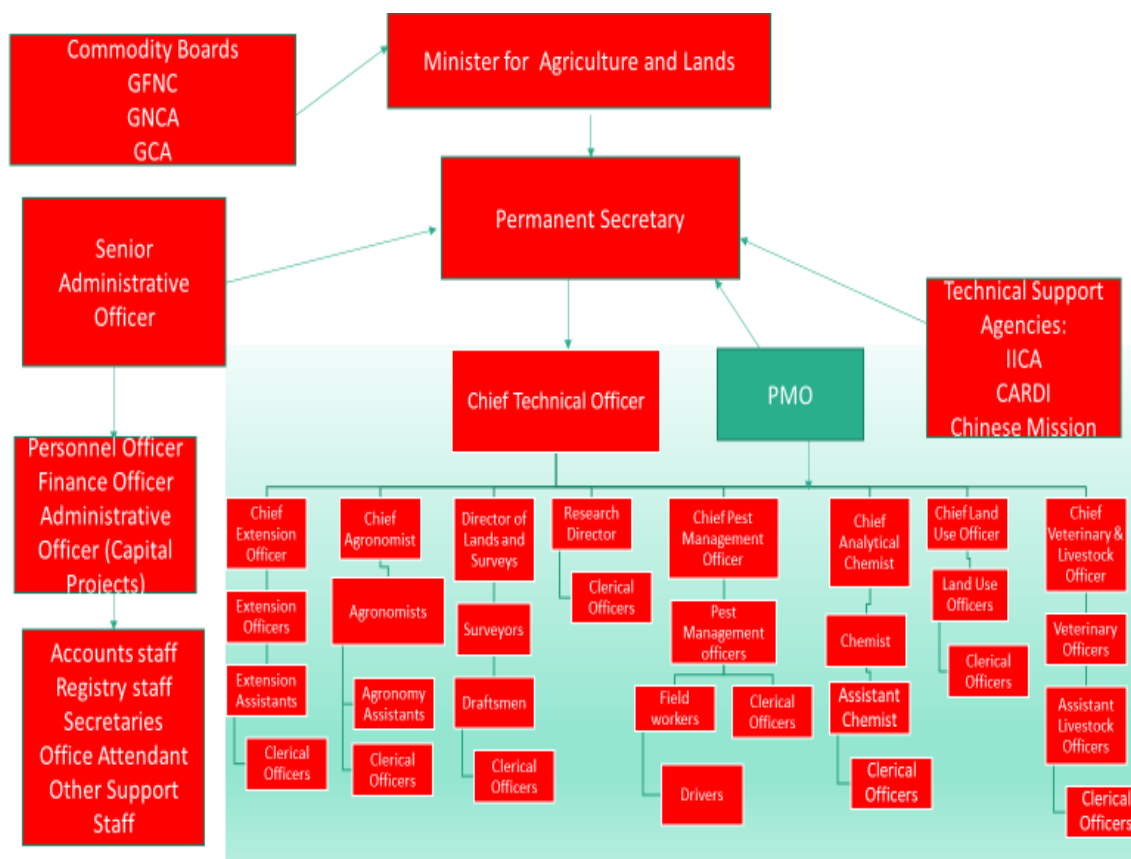 Commodity Boards
GFNC
GNCA
GCA
Minister for Agriculture and Lands
Permanent Secretary
Senior
Administrative
Officer
Technical Support
Agencies:
IICA
CARDI
Chinese Mission
Chief Technical Officer
PMO
Personnel Officer
Finance Officer
Administrative
Officer (Capital
Projects)
Accounts staff
Registry staff
Secretaries
Office Attendant
Other Support
Staff
Chief
Extension
Officer
Extension
Officers
Extension
Assistants
Clerical
Officers
Chief
Agronomist
Agronomists
Agronomy
Assistants
Clerical
Officers
Director of
Lands and
Surveys
Surveyors
Draftsmen
Clerical
Officers
Research
Director
Clerical
Officers
Chief Pest
Management
Officer
Pest
Management
officers
Field
workers
Clerical
Officers
Drivers
Chief
Analytical
Chemist
Chemist
Assistant
Chemist
Clerical
Officers
Chief Land
Use Officer
Land Use
Officers
Clerical
Officers
Chief
Veterinary &
Livestock
Officer
Veterinary
Officers
Assistant
Livestock
Officers
Clerical
Officers